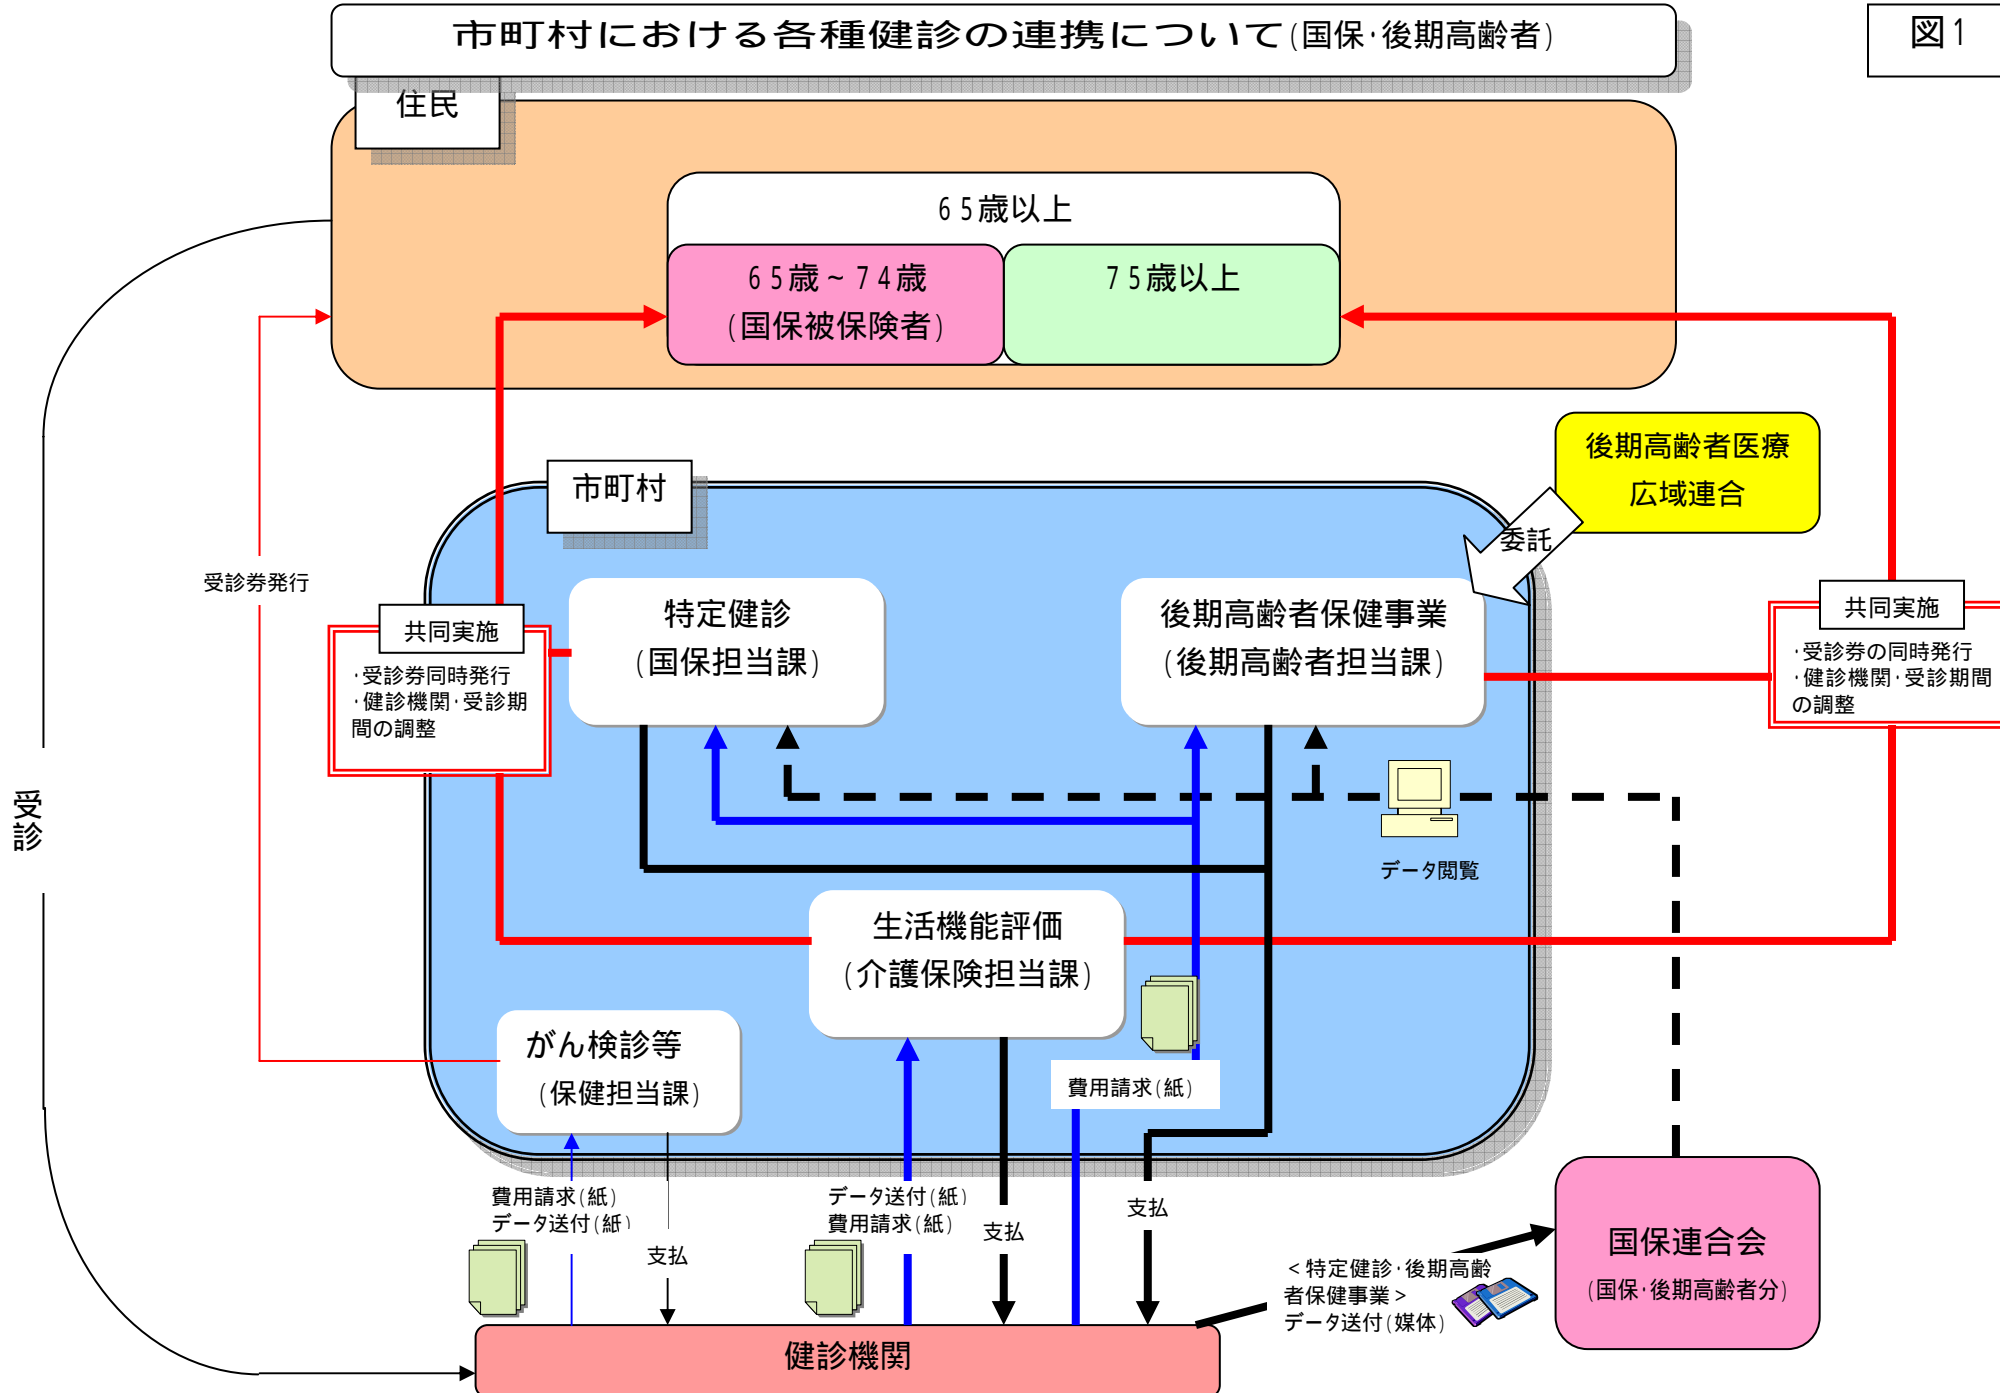 市町村における各種健診の連携について(国保・後期高齢者)
図1
住民
65歳以上
65歳~74歳
(国保被保険者)
75歳以上
後期高齢者医療
広域連合
委託
市町村
受診券発行
共同実施
・受診券同時発行
・健診機関・受診期
間の調整
特定健診
(国保担当課)
後期高齢者保健事業
(後期高齢者担当課)
共同実施
・受診券の同時発行
・健診機関・受診期間
の調整
受診
データ閲覧
生活機能評価
(介護保険担当課)
がん検診等
(保健担当課)
費用請求(紙)
費用請求(紙)
データ送付(紙)
支払
データ送付(紙)
費用請求(紙)
支払
支払
<特定健診・後期高齢
者保健事業>
データ送付(媒体)
国保連合会
(国保・後期高齢者分)
健診機関